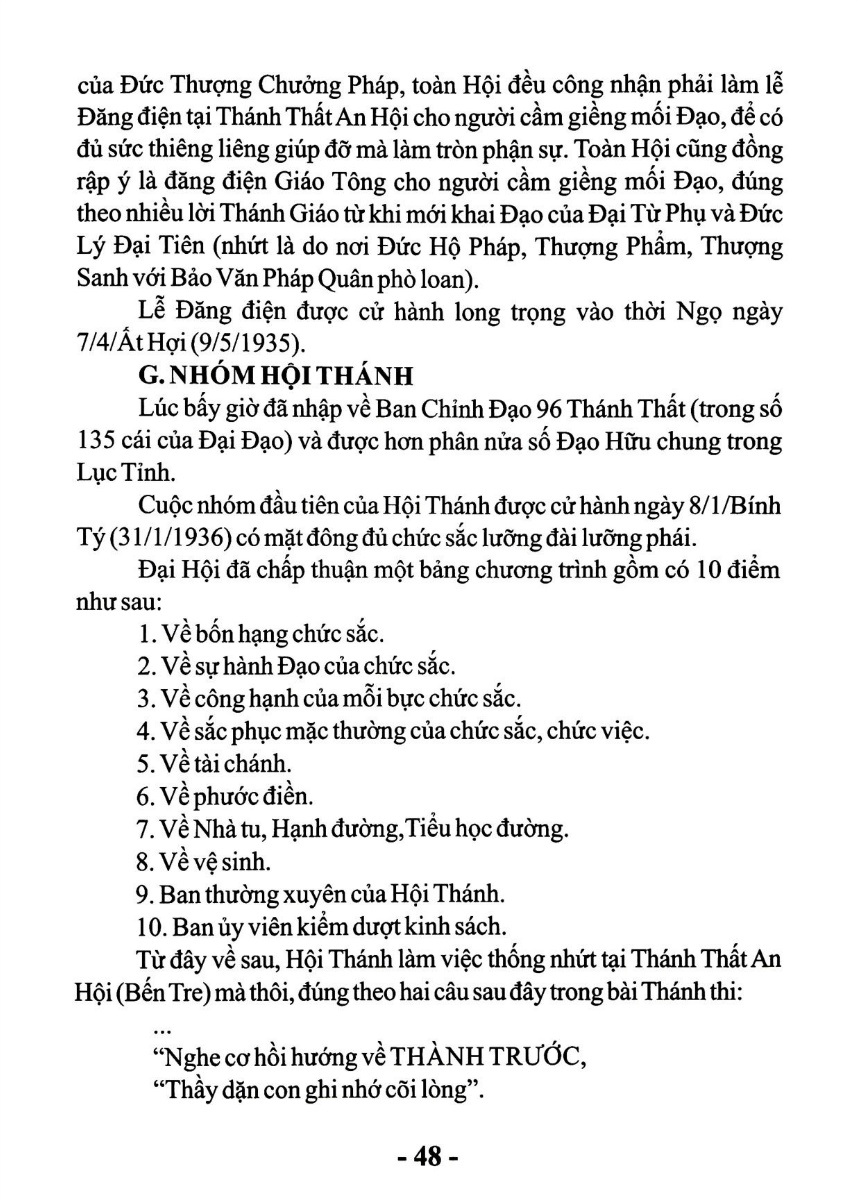 của Đức Thượng Chưởng Pháp, toàn Hội đều công nhận phải làm lễ
Đăng điện tại Thánh Thất An Hội cho người cầm giềng mối Đạo, để có
đủ sức thiêng liêng giúp đỡ mà làm tròn phận sự. Toàn Hội cũng đồng
rập ý là đăng điện Giáo Tông cho người cầm giềng mối Đạo, đúng
theo nhiều lời Thánh Giáo từ khi mới khai Đạo của Đại Từ Phụ và Đức
Lý Đại Tiên (nhứt là do nơi Đức Hộ Pháp, Thượng Phẩm, Thượng
Sanh với Bảo Văn Pháp Quân phò loan).
Lễ Đăng điện được cử hành long trọng vào thời Ngọ ngày
7/4/Ất Hợi (9/5/1935).
G. NHÓM HỘI THÁNH
Lúc bấy giờ đã nhập về Ban Chỉnh Đạo 96 Thánh Thất (trong số
135 cái của Đại Đạo) và được hơn phân nửa số Đạo Hữu chung trong
Lục Tỉnh.
Cuộc nhóm đầu tiên của Hội Thánh được cử hành ngày 8/1/Bính
Tý (31/1/1936) có mặt đông đủ chức sắc lưỡng đài lưỡng phái.
Đại Hội đã chấp thuận một bảng chương trình gồm có 10 điểm
như sau:
1. Về bốn hạng chức sắc.
2. Về sự hành Đạo của chức sắc.
3. Về công hạnh của mỗi bực chức sắc.
4. Về sắc phục mặc thường của chức sắc, chức việc.
5. Về tài chánh.
6. Về phước điền.
7. Về Nhà tu, Hạnh đường,Tiểu học đường.
8. Về vệ sinh.
9. Ban thường xuyên của Hội Thánh.
10. Ban ủy viên kiểm dượt kinh sách.
Từ đây về sau, Hội Thánh làm việc thống nhứt tại Thánh Thất An
Hội (Bến Tre) mà thôi, đúng theo hai câu sau đây trong bài Thánh thi:
...
“Nghe cơ hồi hướng về THÀNH TRƯỚC,
“Thầy dặn con ghi nhớ cõi lòng”.
- 48 -